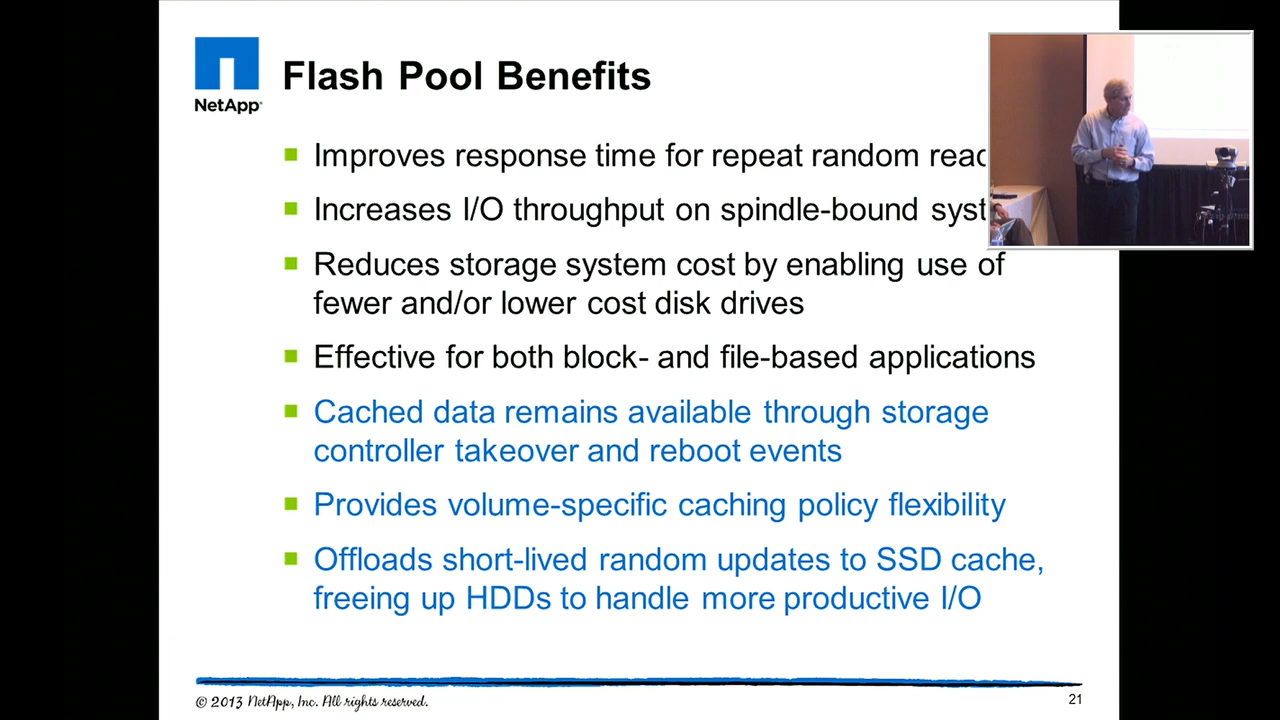 NetApp
Flash Pool Benefits
Improves response time for repeat random
Increases I/O throughput on spindle-bound
Reduces storage system cost by enabling use of
fewer and/or lower cost disk drives
Effective for both block- and file-based applications
Cached data remains available through storage
controller takeover and reboot events
Provides volume-specific caching policy flexibility
Offloads short-lived random updates to SSD cache,
freeing up HDDs to handle more productive I/O
© 2013 NetApp, Inc. All rights reserved.
21